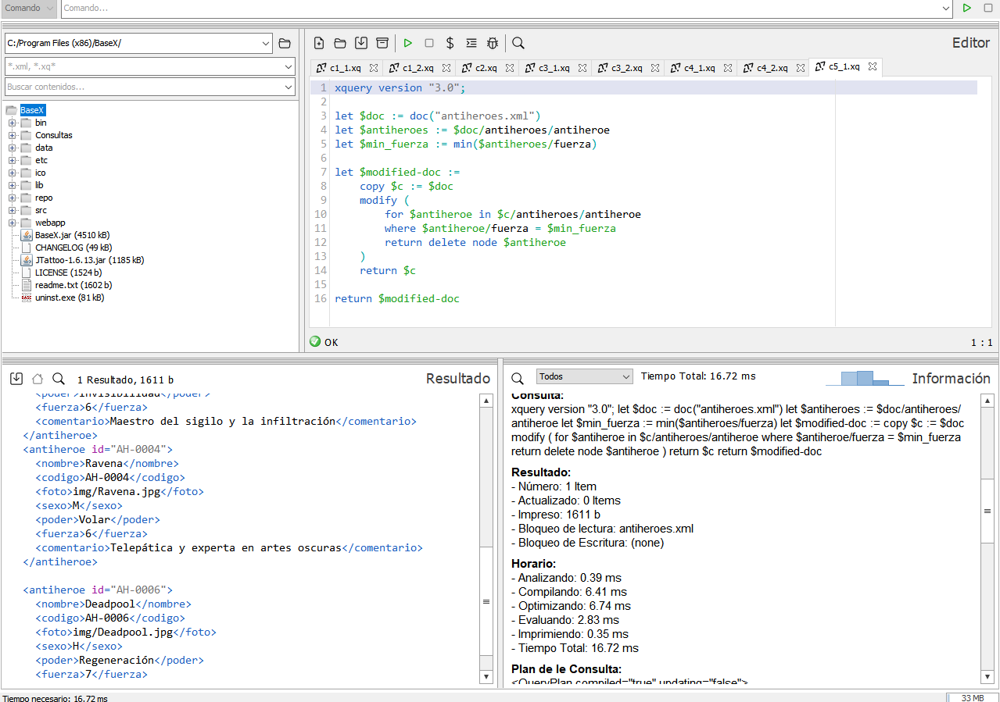 Comando
Comando...
C:/Program Files (x86)/BaseX/
*.xml, *.xq*
Buscar contenidos...
BaseX
bin
Consultas
data
etc
ico
lib
repo
src
webapp
BaseX.jar (4510 kB)
CHANGELOG (49 kB)
JTattoo-1.6.13.jar (1185 kB)
LICENSE (1524 b)
readme.txt (1602 b)
uninst.exe (81 kB)
Editor
c1_1.xq
c1_2.xq
c2.xq
c3_1.xq
c3_2.xq
c4_1.xq
c4_2.xq
c5_1.xq
1 xquery version "3.0";
2
3 let $doc := doc("antiheroes.xml")
4 let $antiheroes := $doc/antiheroes/antiheroe
5 let $min_fuerza := min($antiheroes/fuerza)
6
7 let $modified-doc :=
8 copy $c := $doc
9 modify (
10 for $antiheroe in $c/antiheroes/antiheroe
11 where $antiheroe/fuerza = $min_fuerza
12 return delete node $antiheroe
13 )
14 return $c
15
16 return $modified-doc
OK
1 : 1
1 Resultado, 1611 b
Resultado
<poder>Invisibilidad</poder>
<fuerza>6</fuerza>
<comentario>Maestro del sigilo y la infiltración</comentario>
</antiheroe>
<antiheroe id="AH-0004">
<nombre>Ravena</nombre>
<codigo>AH-0004</codigo>
<foto>img/Ravena.jpg</foto>
<sexo>M</sexo>
<poder>Volar</poder>
<fuerza>6</fuerza>
<comentario>Telepática y experta en artes oscuras</comentario>
</antiheroe>
<antiheroe id="AH-0006">
<nombre>Deadpool</nombre>
<codigo>AH-0006</codigo>
<foto>img/Deadpool.jpg</foto>
<sexo>H</sexo>
<poder>Regeneración</poder>
<fuerza>7</fuerza>
Todos
Tiempo Total: 16.72 ms
Información
Consulta:
xquery version "3.0"; let $doc := doc("antiheroes.xml") let $antiheroes := $doc/antiheroes/
antiheroe let $min_fuerza := min($antiheroes/fuerza) let $modified-doc := copy $c := $doc
modify ( for $antiheroe in $c/antiheroes/antiheroe where $antiheroe/fuerza = $min_fuerza
return delete node $antiheroe ) return $c return $modified-doc
Resultado:
- Número: 1 Item
- Actualizado: 0 Items
- Impreso: 1611 b
- Bloqueo de lectura: antiheroes.xml
- Bloqueo de Escritura: (none)
Horario:
- Analizando: 0.39 ms
- Compilando: 6.41 ms
- Optimizando: 6.74 ms
- Evaluando: 2.83 ms
- Imprimiendo: 0.35 ms
- Tiempo Total: 16.72 ms
Plan de le Consulta:
<QueryPlan compiled="true" updating="false">
Tiempo necesario: 16.72 ms
33 MB